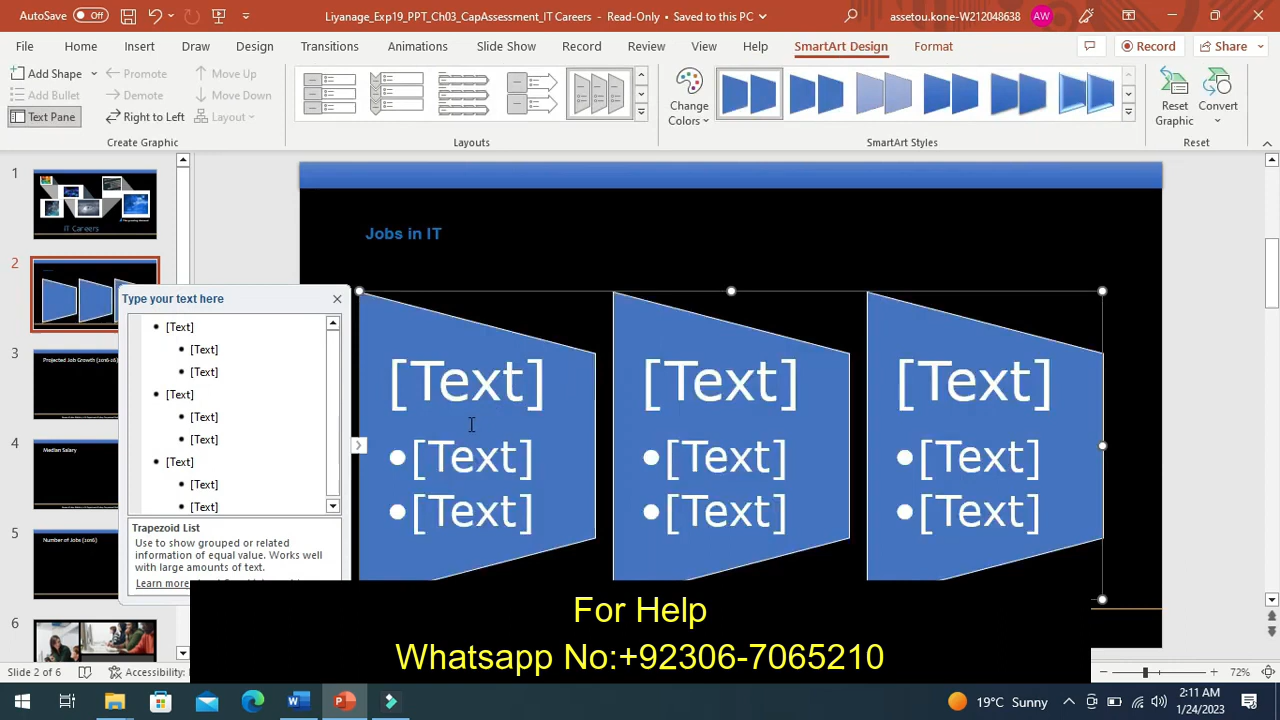 AutoSave Off
Liyanage_Exp19_PPT_Ch03_CapAssessment_IT Careers - Read-Only • Saved to this PC
assetou.kone-W212048638 AW
File Home Insert Draw Design Transitions Animations Slide Show Record Review View Help SmartArt Design Format
Record Share
Add Shape Promote Move Up
Add Bullet Demote Move Down
Text Pane Right to Left Layout
Change
Colors
Reset
Graphic
Convert
Create Graphic Layouts SmartArt Styles Reset
1
IT Careers
2
3
Projected Job Growth (2016-26)
4
Median Salary
5
Number of Jobs (2016)
6
Type your text here
• [Text]
• [Text]
• [Text]
• [Text]
• [Text]
• [Text]
• [Text]
• [Text]
• [Text]
Trapezoid List
Use to show grouped or related
information of equal value. Works well
with large amounts of text.
Learn more
Jobs in IT
[Text] [Text] [Text]
•[Text] •[Text] •[Text]
•[Text] •[Text] •[Text]
For Help
Whatsapp No:+92306-7065210
Slide 2 of 6 Accessibility:
72%
19°C Sunny
2:11 AM
1/24/2023